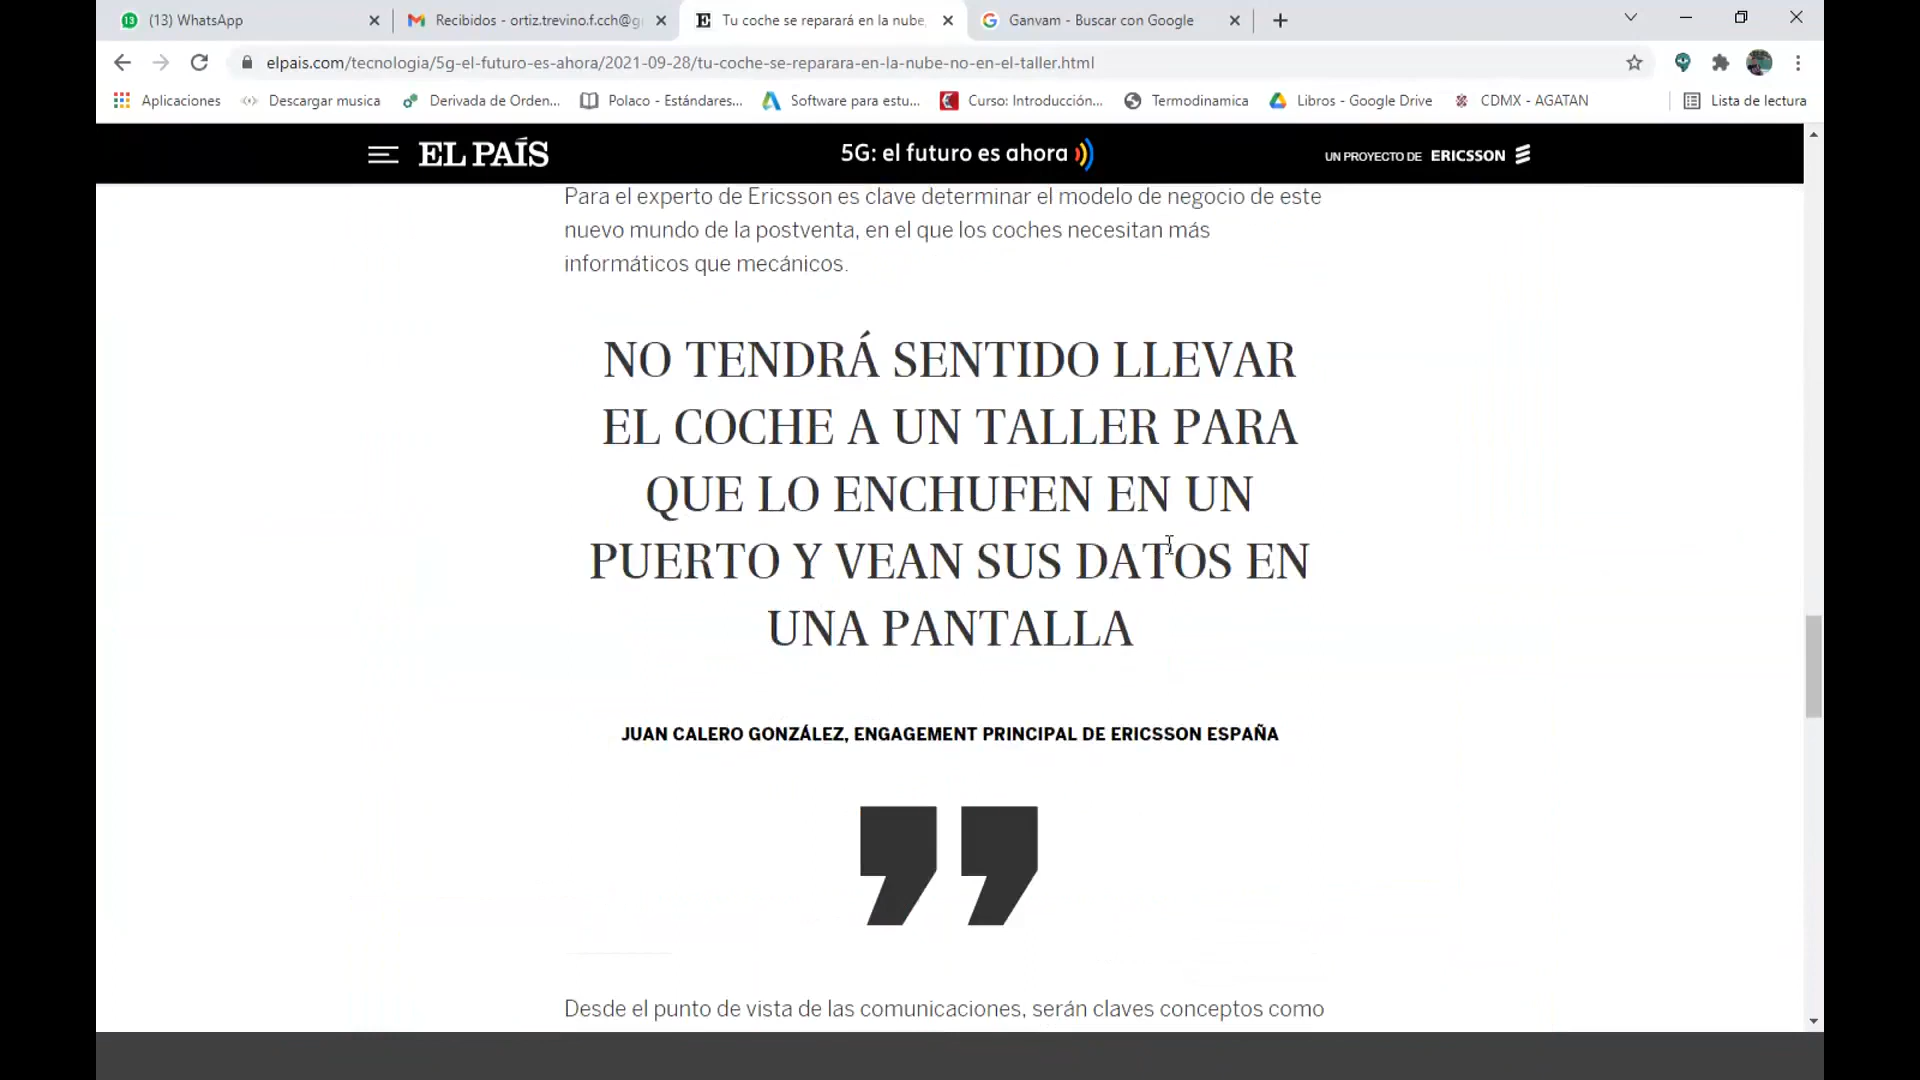 (13) WhatsApp
Recibidos - ortiz.trevino.f.cch@g
Tu coche se reparará en la nube,
Ganvam - Buscar con Google
elpais.com/tecnologia/5g-el-futuro-es-ahora/2021-09-28/tu-coche-se-reparara-en-la-nube-no-en-el-taller.html
Aplicaciones
Descargar musica
Derivada de Orden...
Polaco - Estándares...
Software para estu...
Curso: Introducción...
Termodinamica
Libros - Google Drive
CDMX - AGATAN
Lista de lectura
EL PAÍS
5G: el futuro es ahora
UN PROYECTO DE ERICSSON
Para el experto de Ericsson es clave determinar el modelo de negocio de este
nuevo mundo de la postventa, en el que los coches necesitan más
informáticos que mecánicos.
NO TENDRÁ SENTIDO LLEVAR
EL COCHE A UN TALLER PARA
QUE LO ENCHUFEN EN UN
PUERTO Y VEAN SUS DATOS EN
UNA PANTALLA
JUAN CALERO GONZÁLEZ, ENGAGEMENT PRINCIPAL DE ERICSSON ESPAÑA
”
Desde el punto de vista de las comunicaciones, serán claves conceptos como